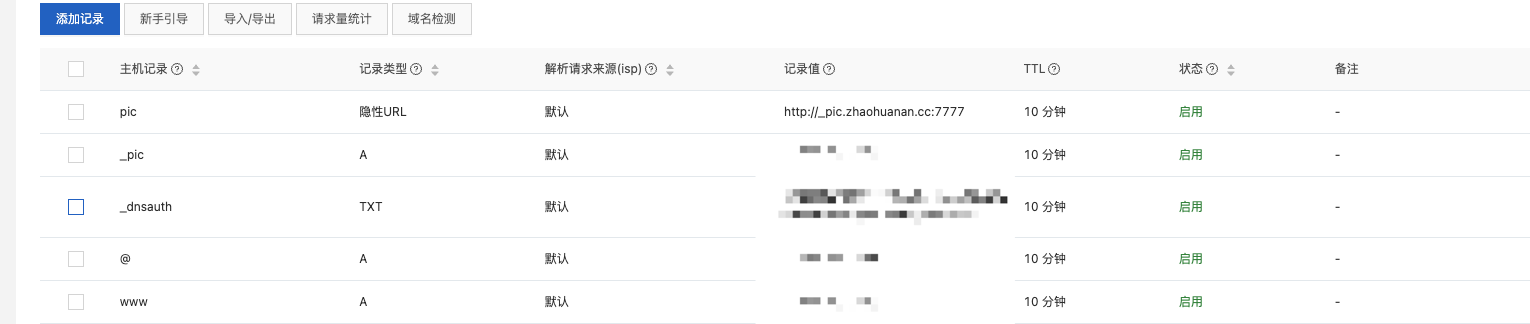 添加记录 新手引导 导入/导出 请求量统计 域名检测
主机记录 记录类型 解析请求来源(isp) 记录值 TTL 状态 备注
pic 隐性URL 默认 http://_pic.zhaohuanan.cc:7777 10 分钟 启用 -
_pic A 默认 10 分钟 启用 -
_dnsauth TXT 默认 10 分钟 启用 -
@ A 默认 10 分钟 启用 -
www A 默认 10 分钟 启用 -